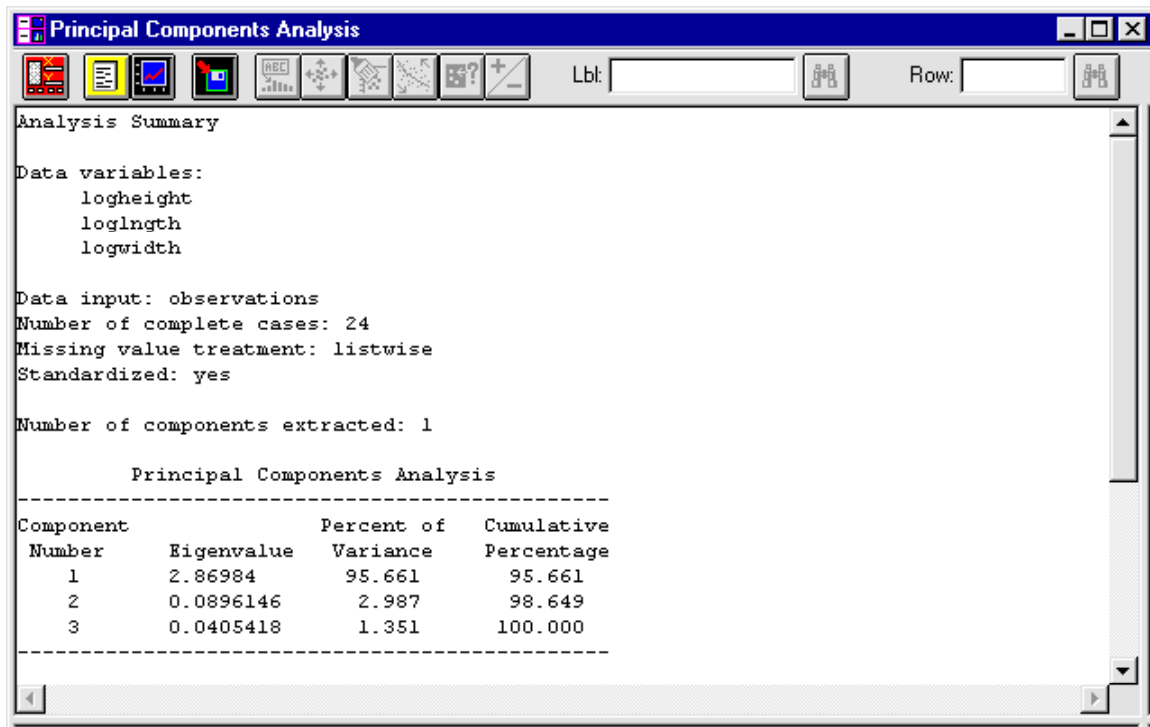 Principal Components Analysis
ABC
Lbl:
Row:
Analysis Summary
Data variables:
logheight
loglngth
logwidth
Data input: observations
Number of complete cases: 24
Missing value treatment: listwise
Standardized: yes
Number of components extracted: 1
Principal Components Analysis
-----------------------------------------------
Component Percent of Cumulative
Number Eigenvalue Variance Percentage
1 2.86984 95.661 95.661
2 0.0896146 2.987 98.649
3 0.0405418 1.351 100.000
-----------------------------------------------